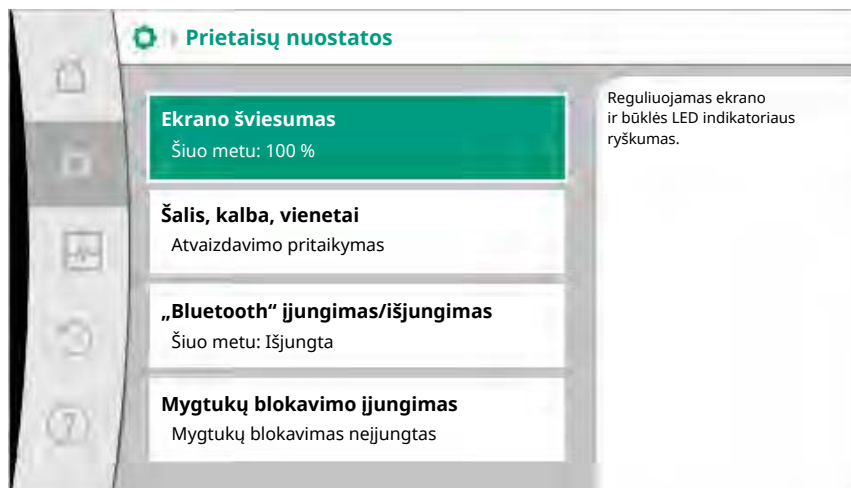 Prietaisų nuostatos
Ekrano šviesumas
Šiuo metu: 100 %
Šalis, kalba, vienetai
Atvaizdavimo pritaikymas
„Bluetooth“ įjungimas/išjungimas
Šiuo metu: Išjungta
Mygtukų blokavimo įjungimas
Mygtukų blokavimas neįjungtas
Reguliuojamas ekrano
ir būklės LED indikatoriaus
ryškumas.